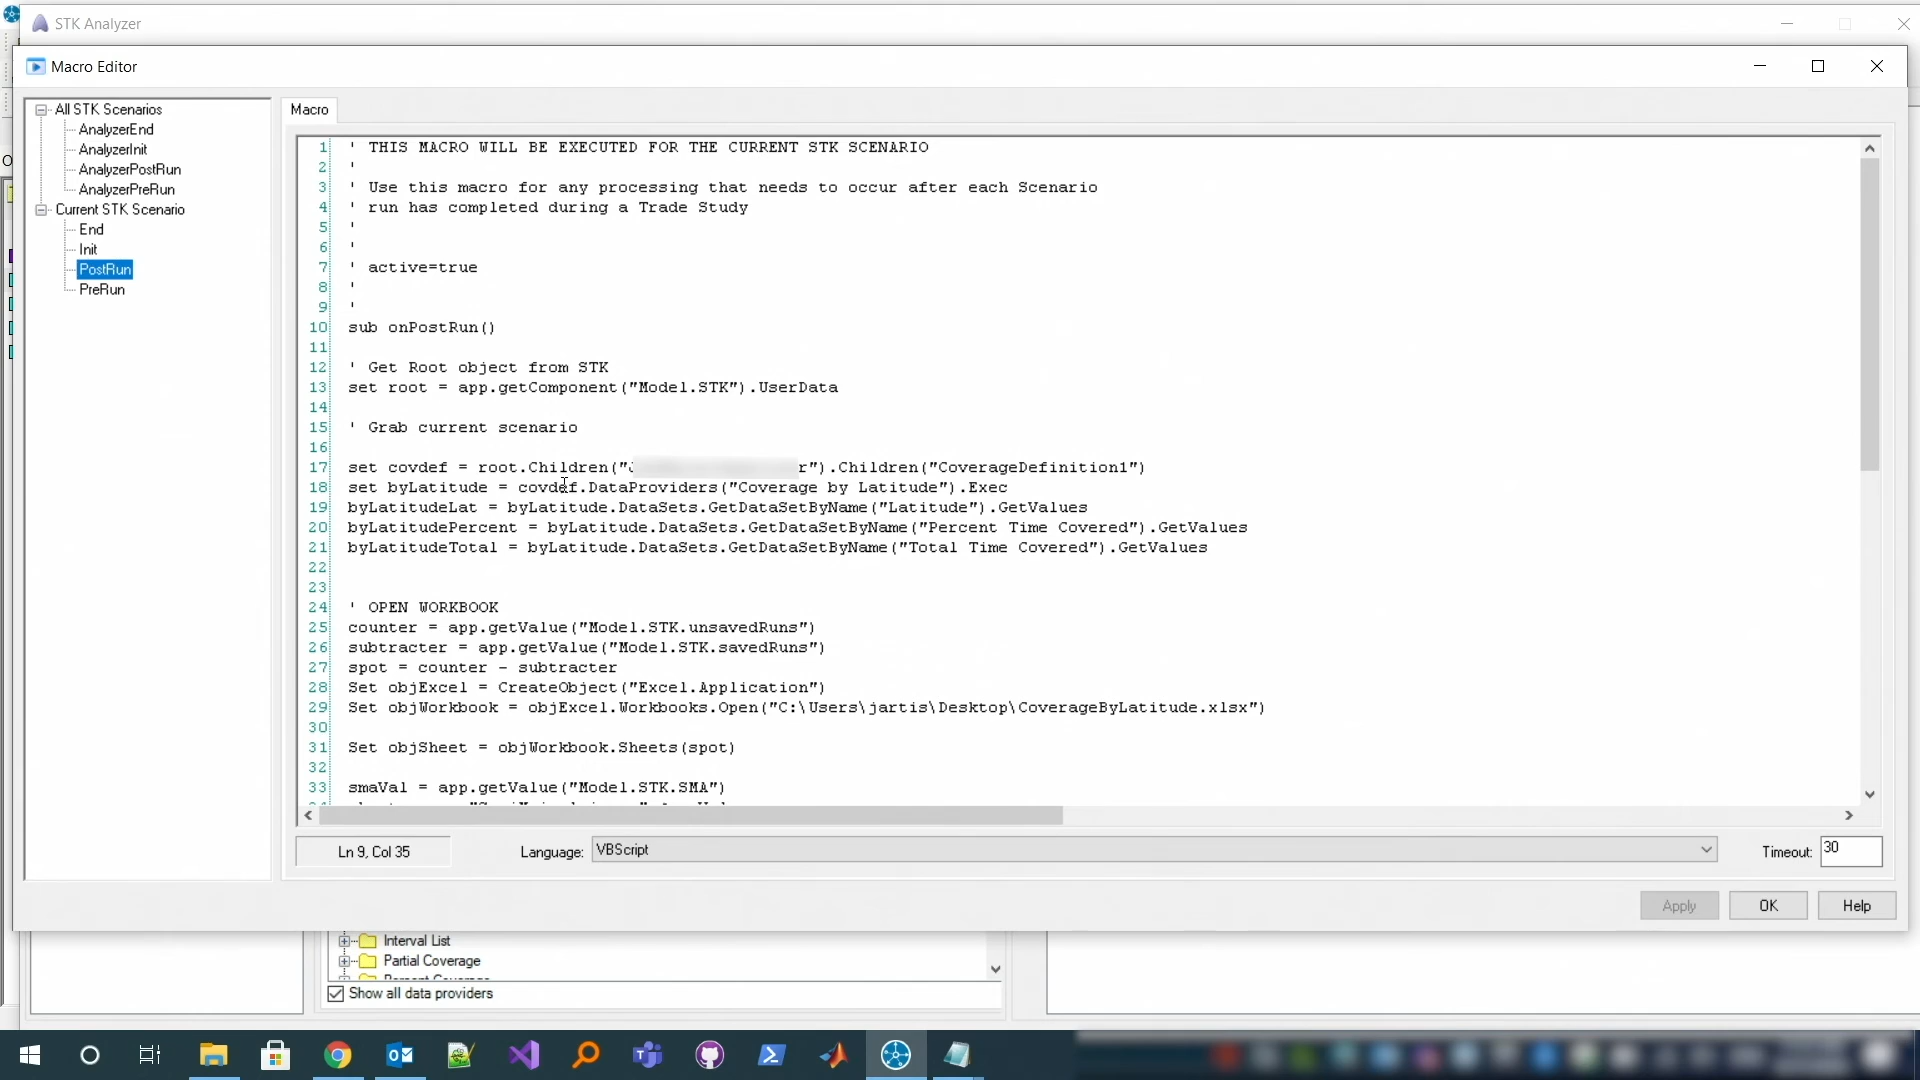 STK Analyzer
Macro Editor
All STK Scenarios
AnalyzerEnd
AnalyzerInit
AnalyzerPostRun
AnalyzerPreRun
Current STK Scenario
End
Init
PostRun
PreRun
Macro
1 ' THIS MACRO WILL BE EXECUTED FOR THE CURRENT STK SCENARIO
2 '
3 ' Use this macro for any processing that needs to occur after each Scenario
4 ' run has completed during a Trade Study
5 '
6 '
7 ' active=true
8 '
9 '
10 sub onPostRun()
11
12 ' Get Root object from STK
13 set root = app.getComponent("Model.STK").UserData
14
15 ' Grab current scenario
16
17 set covdef = root.Children(" r").Children("CoverageDefinition1")
18 set byLatitude = covdef.DataProviders("Coverage by Latitude").Exec
19 byLatitudeLat = byLatitude.DataSets.GetDataSetByName("Latitude").GetValues
20 byLatitudePercent = byLatitude.DataSets.GetDataSetByName("Percent Time Covered").GetValues
21 byLatitudeTotal = byLatitude.DataSets.GetDataSetByName("Total Time Covered").GetValues
22
23
24 ' OPEN WORKBOOK
25 counter = app.getValue("Model.STK.unsavedRuns")
26 subtracter = app.getValue("Model.STK.savedRuns")
27 spot = counter - subtracter
28 Set objExcel = CreateObject("Excel.Application")
29 Set objWorkbook = objExcel.Workbooks.Open("C:\Users\jartis\Desktop\CoverageByLatitude.xlsx")
30
31 Set objSheet = objWorkbook.Sheets(spot)
32
33 smaVal = app.getValue("Model.STK.SMA")
Ln 9, Col 35
Language: VBScript
Timeout: 30
Apply
OK
Help
Interval List
Partial Coverage
Show all data providers